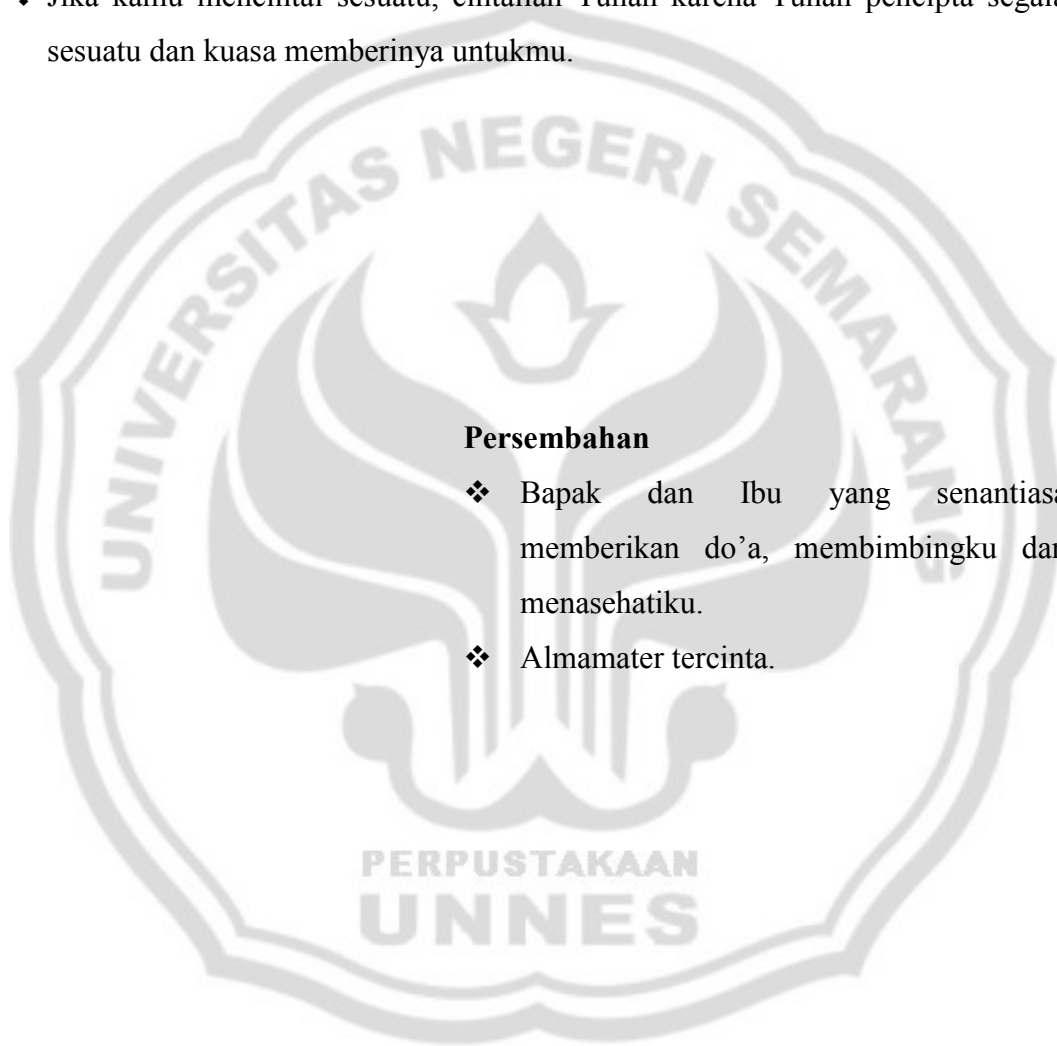 ❖ Jika kamu mencintai sesuatu, cintailah Tuhan karena Tuhan pencipta segala
sesuatu dan kuasa memberinya untukmu.
UNIVERSITAS NEGERI SEMARANG
Persembahan
❖ Bapak dan Ibu yang senantiasa
memberikan do’a, membimbingku dan
menasehatiku.
❖ Almamater tercinta.
PERPUSTAKAAN
UNNES